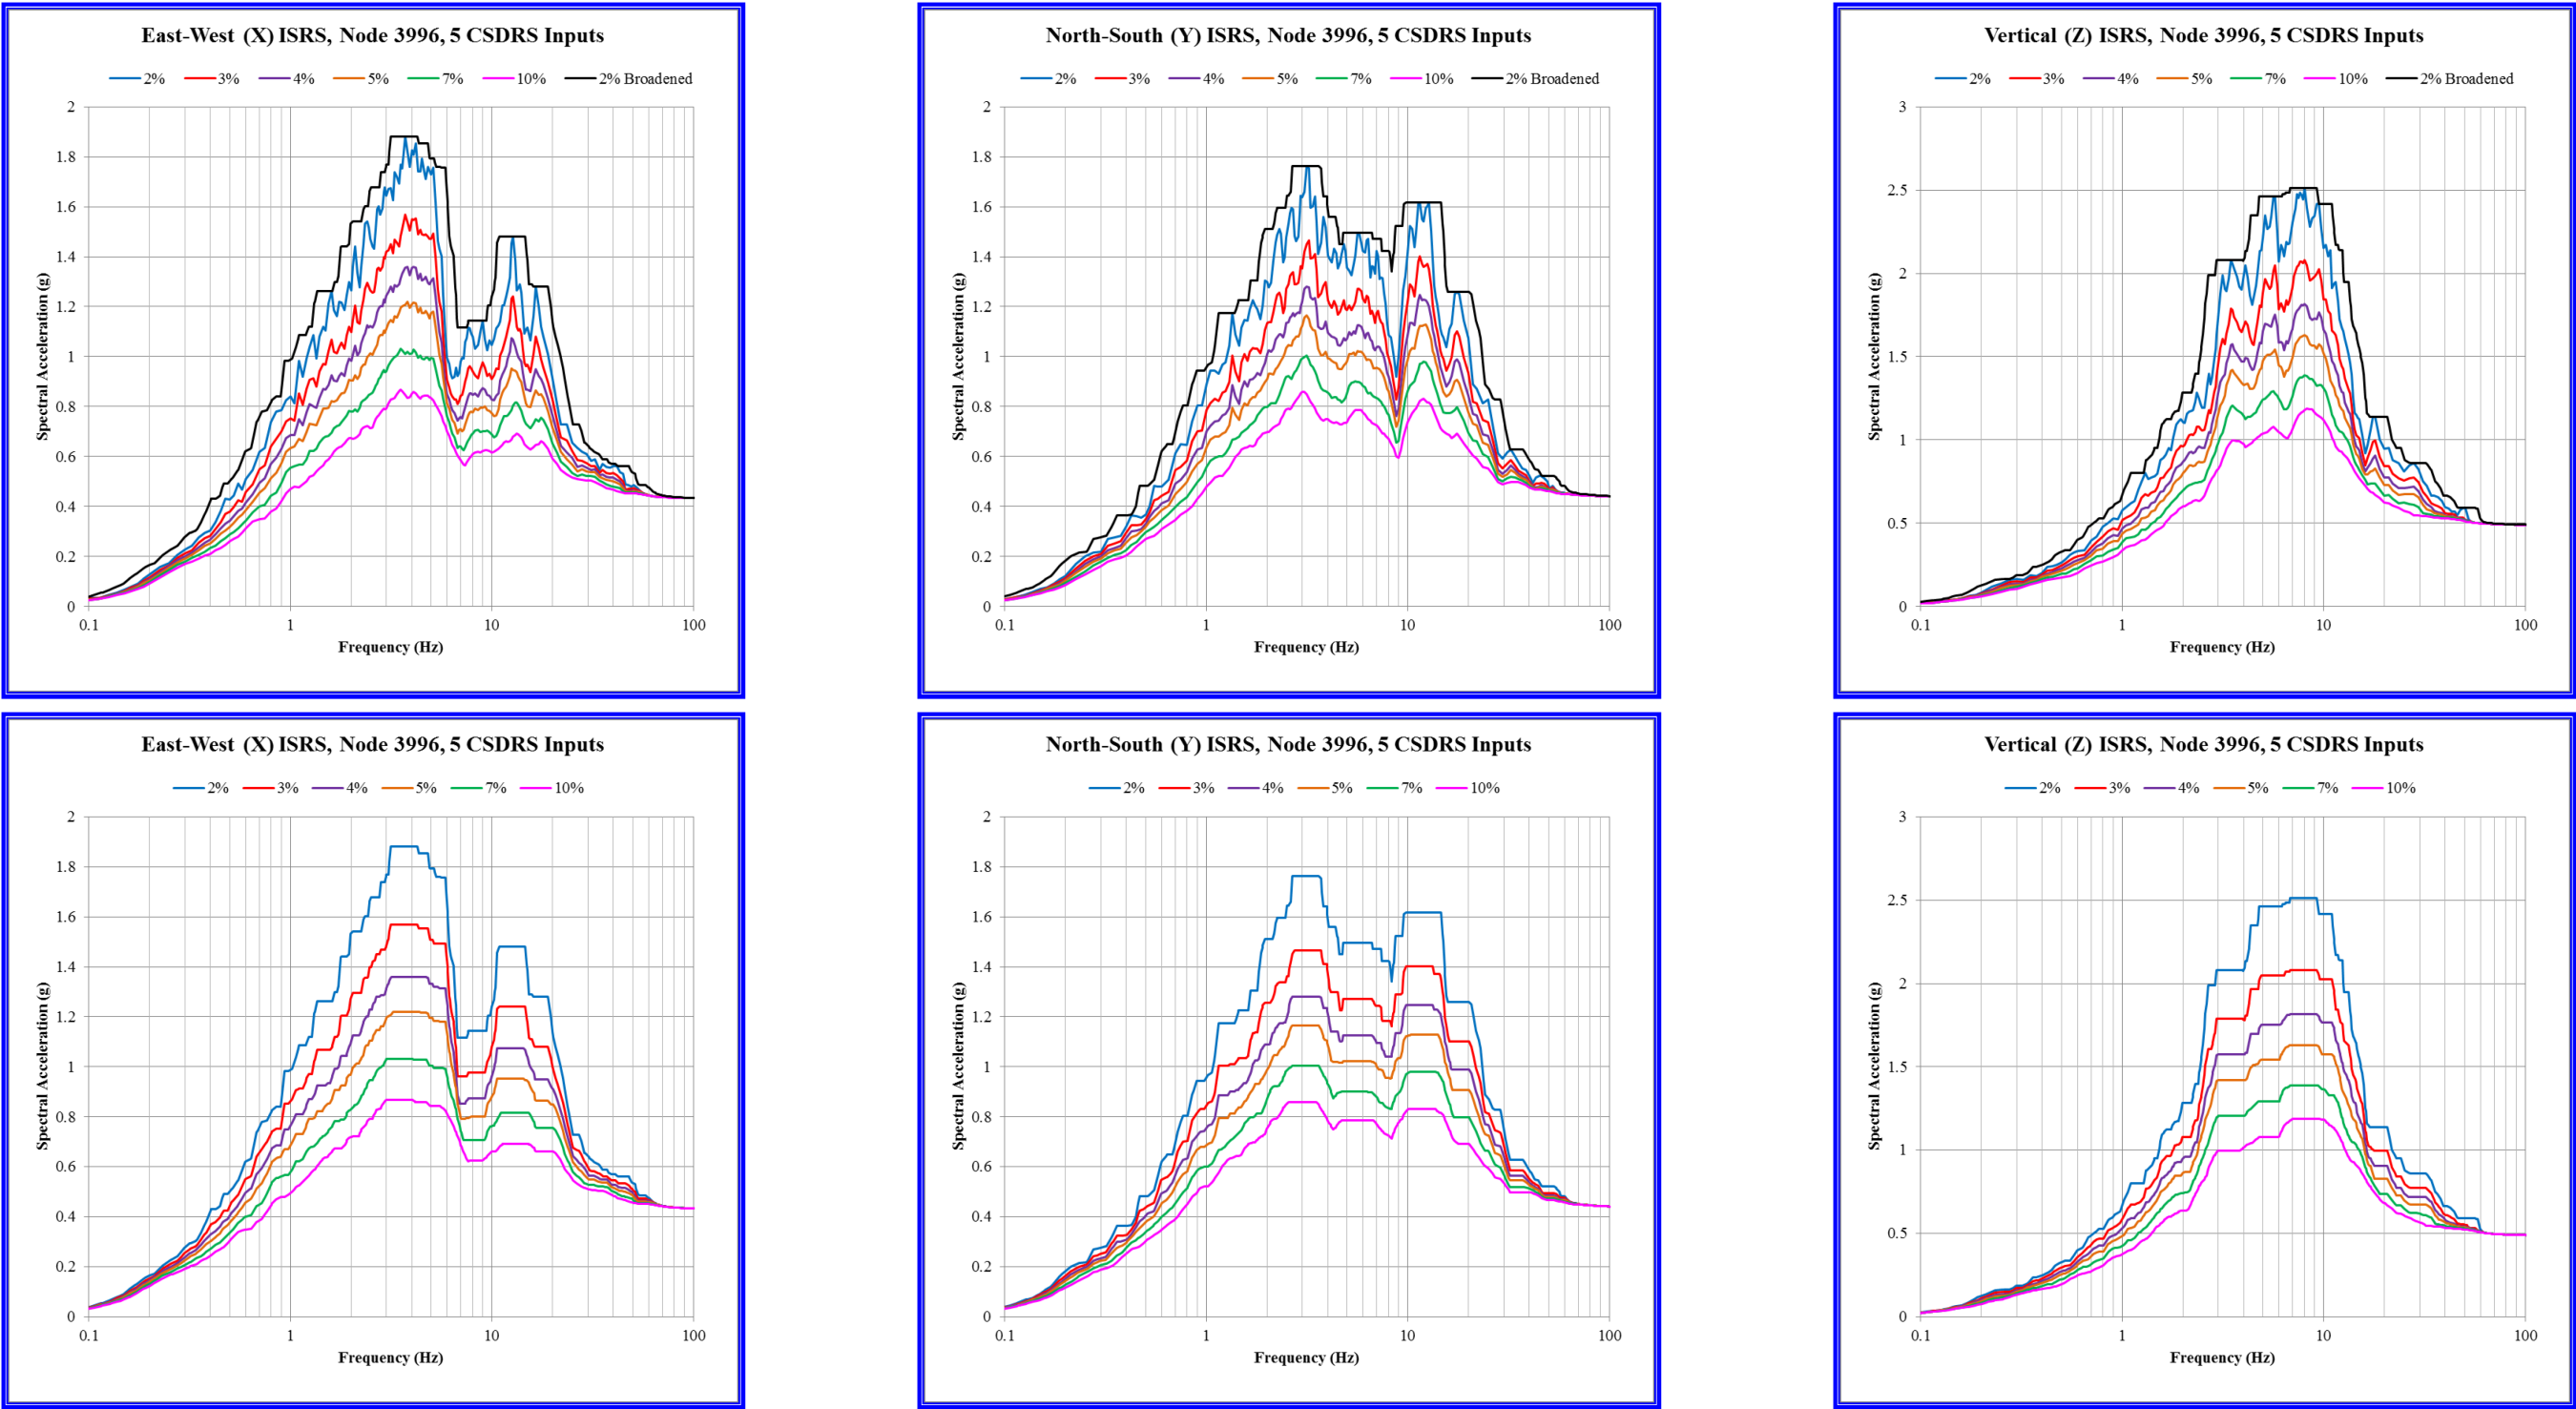 East-West (X) ISRS, Node 3996, 5 CSDRS Inputs
2% 3% 4% 5% 7% 10% 2% Broadened
Spectral Acceleration (g)
2
1.8
1.6
1.4
1.2
1
0.8
0.6
0.4
0.2
0
0.1 1 10 100
Frequency (Hz)
North-South (Y) ISRS, Node 3996, 5 CSDRS Inputs
2% 3% 4% 5% 7% 10% 2% Broadened
Spectral Acceleration (g)
2
1.8
1.6
1.4
1.2
1
0.8
0.6
0.4
0.2
0
0.1 1 10 100
Frequency (Hz)
Vertical (Z) ISRS, Node 3996, 5 CSDRS Inputs
2% 3% 4% 5% 7% 10% 2% Broadened
Spectral Acceleration (g)
3
2.5
2
1.5
1
0.5
0
0.1 1 10 100
Frequency (Hz)
East-West (X) ISRS, Node 3996, 5 CSDRS Inputs
2% 3% 4% 5% 7% 10%
Spectral Acceleration (g)
2
1.8
1.6
1.4
1.2
1
0.8
0.6
0.4
0.2
0
0.1 1 10 100
Frequency (Hz)
North-South (Y) ISRS, Node 3996, 5 CSDRS Inputs
2% 3% 4% 5% 7% 10%
Spectral Acceleration (g)
2
1.8
1.6
1.4
1.2
1
0.8
0.6
0.4
0.2
0
0.1 1 10 100
Frequency (Hz)
Vertical (Z) ISRS, Node 3996, 5 CSDRS Inputs
2% 3% 4% 5% 7% 10%
Spectral Acceleration (g)
3
2.5
2
1.5
1
0.5
0
0.1 1 10 100
Frequency (Hz)